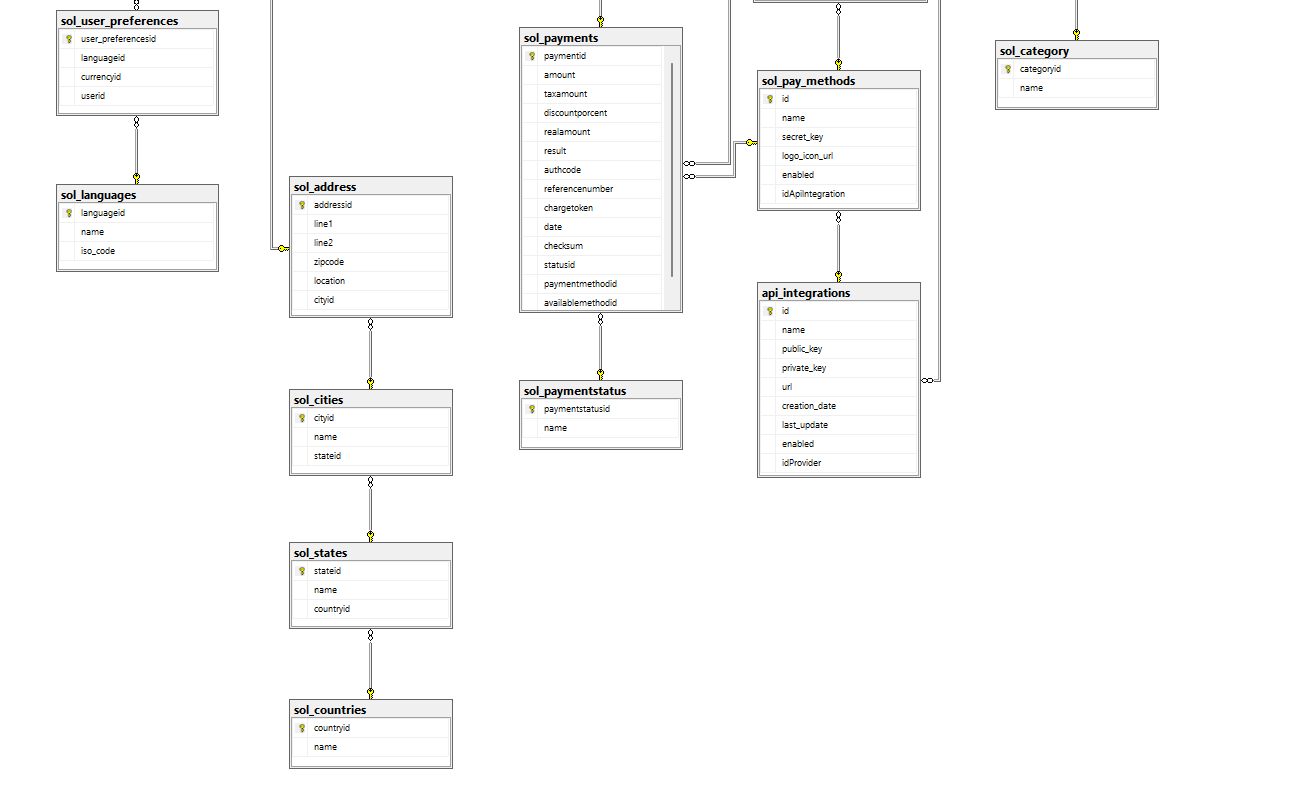 sol_user_preferences
user_preferencesid
languageid
currencyid
userid
sol_languages
languageid
name
iso_code
sol_address
addressid
line1
line2
zipcode
location
cityid
sol_cities
cityid
name
stateid
sol_states
stateid
name
countryid
sol_countries
countryid
name
sol_payments
paymentid
amount
taxamount
discountporcent
realamount
result
authcode
referencenumber
chargetoken
date
checksum
statusid
paymentmethodid
availablemethodid
sol_paymentstatus
paymentstatusid
name
sol_pay_methods
id
name
secret_key
logo_icon_url
enabled
idApiIntegration
api_integrations
id
name
public_key
private_key
url
creation_date
last_update
enabled
idProvider
sol_category
categoryid
name